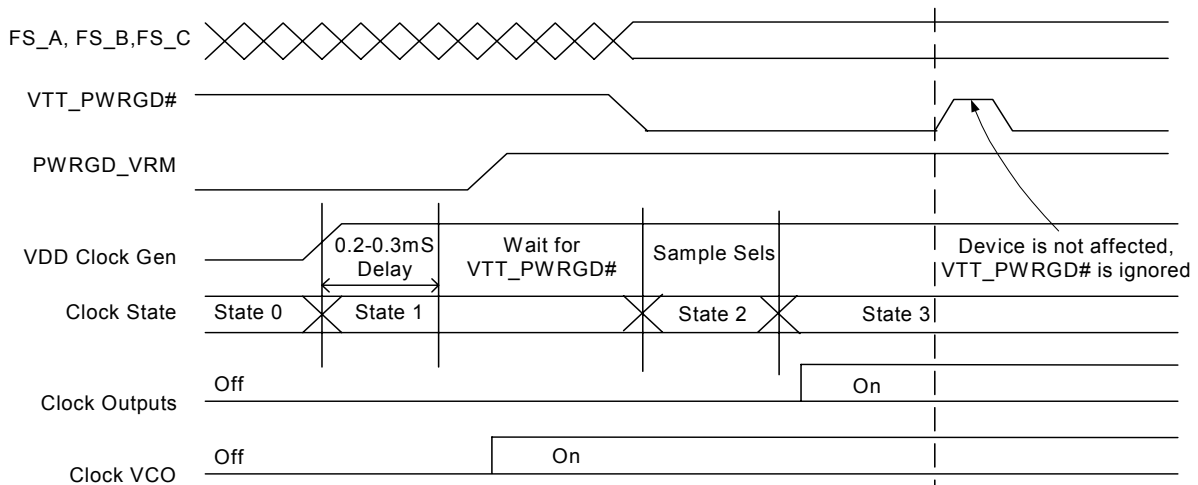 FS_A, FS_B,FS_C
VTT_PWRGD#
PWRGD_VRM
VDD Clock Gen
0.2-0.3mS
Delay
Wait for
VTT_PWRGD#
Sample Sels
Device is not affected,
VTT_PWRGD# is ignored
Clock State
State 0
State 1
State 2
State 3
Clock Outputs
Off
On
Clock VCO
Off
On